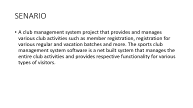 SENARIO
• A club management system project that provides and manages
various club activities such as member registration, registration for
various regular and vacation batches and more. The sports club
management system software is a net built system that manages the
entire club activities and provides respective functionality for various
types of visitors.